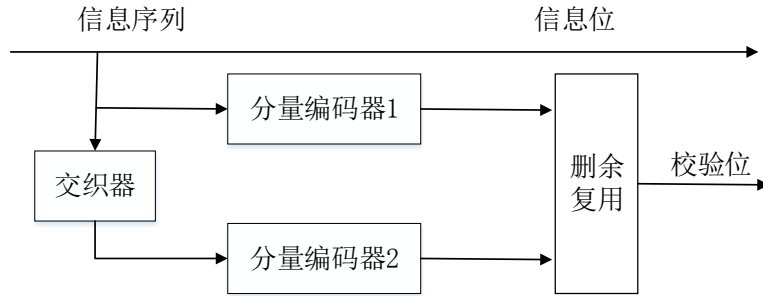 信息序列
信息位
分量编码器1
交织器
删余
复用
校验位
分量编码器2